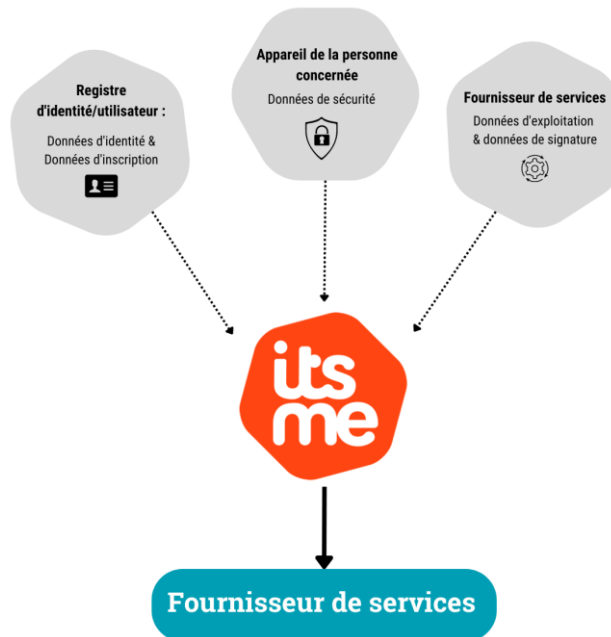 Registre
d'identité/utilisateur :
Données d'identité &
Données d'inscription
Appareil de la personne
concernée
Données de sécurité
Fournisseur de services
Données d'exploitation
& données de signature
its
me
Fournisseur de services